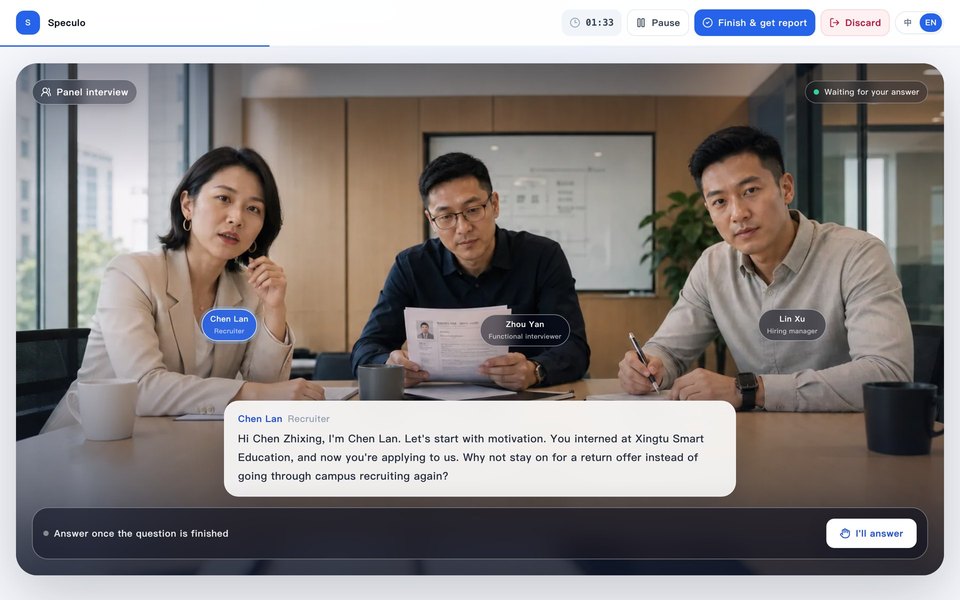 S
Speculo
01:33
Pause
Finish & get report
Discard
中
EN
Panel interview
Waiting for your answer
Chen Lan
Recruiter
Zhou Yan
Functional interviewer
Lin Xu
Hiring manager
Chen Lan Recruiter
Hi Chen Zhixing, I'm Chen Lan. Let's start with motivation. You interned at Xingtu Smart
Education, and now you're applying to us. Why not stay on for a return offer instead of
going through campus recruiting again?
Answer once the question is finished
I'll answer